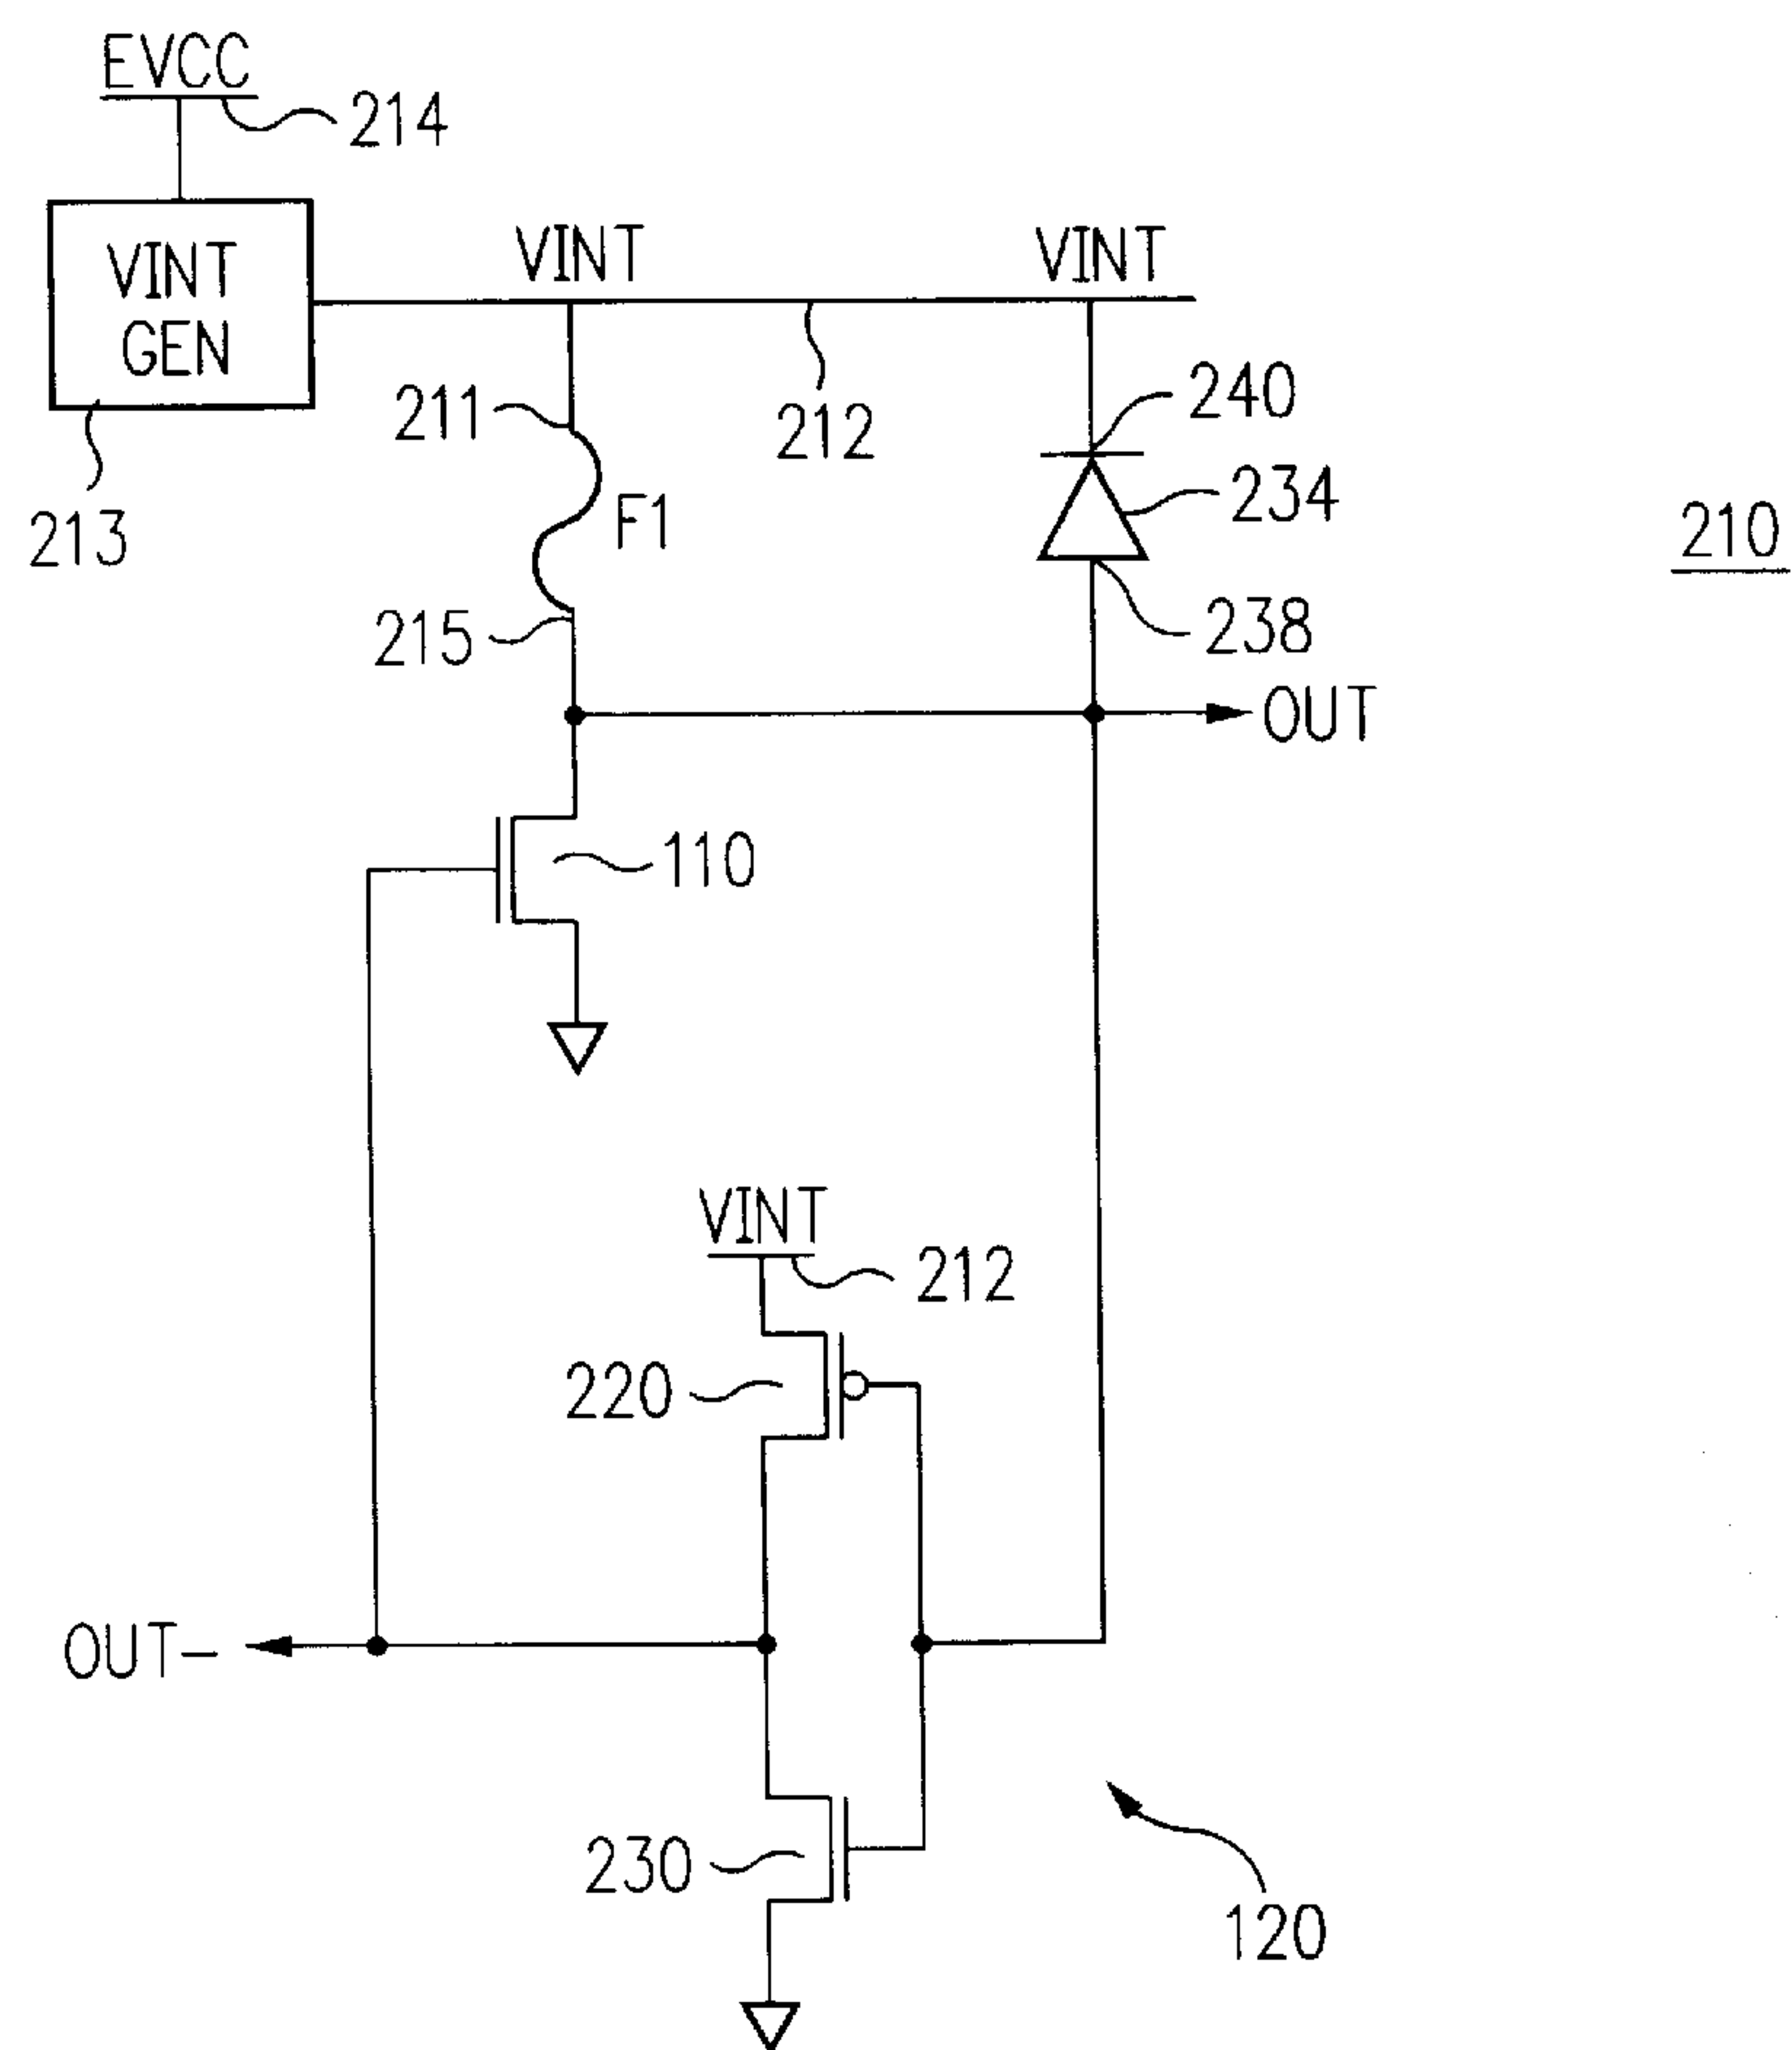 EVCC
214
VINT
GEN
VINT
VINT
211
212
240
234
213
F1
210
215
238
OUT
110
VINT
212
220
OUT-
230
120